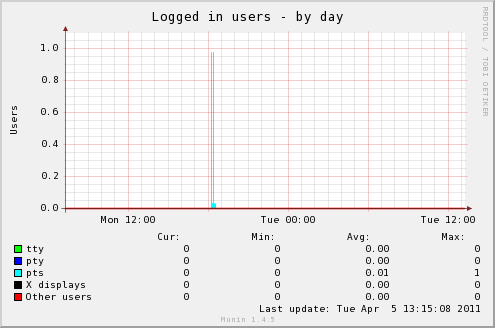 Logged in users - by day
RRDTOOL / TOBI OETIKER
Users
1.0
0.8
0.6
0.4
0.2
0.0
Mon 12:00 Tue 00:00 Tue 12:00
Cur: Min: Avg: Max:
tty 0 0 0.00 0
pty 0 0 0.00 0
pts 0 0 0.01 1
X displays 0 0 0.00 0
Other users 0 0 0.00 0
Last update: Tue Apr  5 13:15:08 2011
Munin 1.4.5